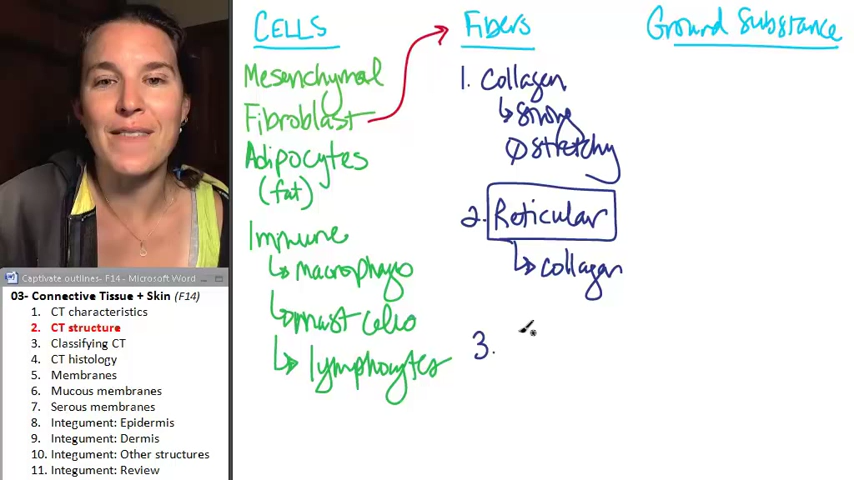 CELLS
Mesenchymal
Fibroblast
Adipocytes
(fat)
Immune
↳ macrophage
↳ mast cells
↳ lymphocytes
Fibers
1. Collagen
↳ strong
Ø stretchy
2. Reticular
↳ collagen
3.
Ground Substance
Captivate outlines- F14 - Microsoft Word
03- Connective Tissue + Skin (F14)
1. CT characteristics
2. CT structure
3. Classifying CT
4. CT histology
5. Membranes
6. Mucous membranes
7. Serous membranes
8. Integument: Epidermis
9. Integument: Dermis
10. Integument: Other structures
11. Integument: Review